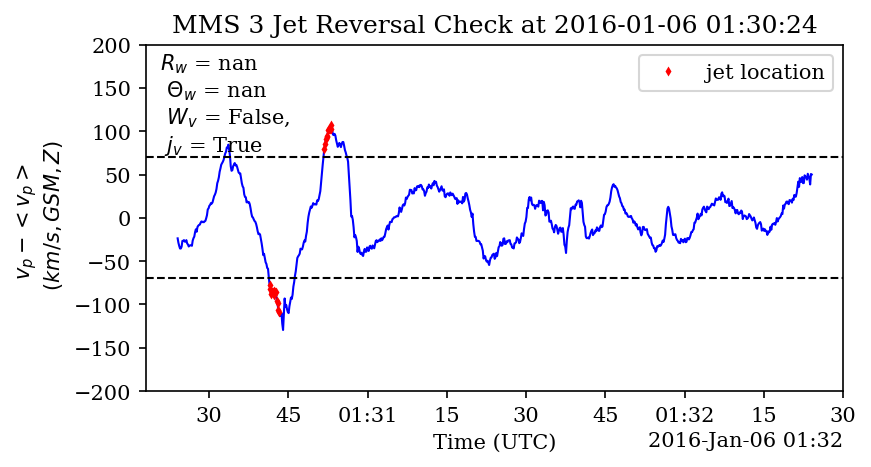 MMS 3 Jet Reversal Check at 2016-01-06 01:30:24
R_w = nan
Θ_w = nan
W_v = False,
j_v = True
jet location
v_p − < v_p >
(km/s, GSM, Z)
200
150
100
50
0
−50
−100
−150
−200
30 45 01:31 15 30 45 01:32 15 30
Time (UTC)
2016-Jan-06 01:32